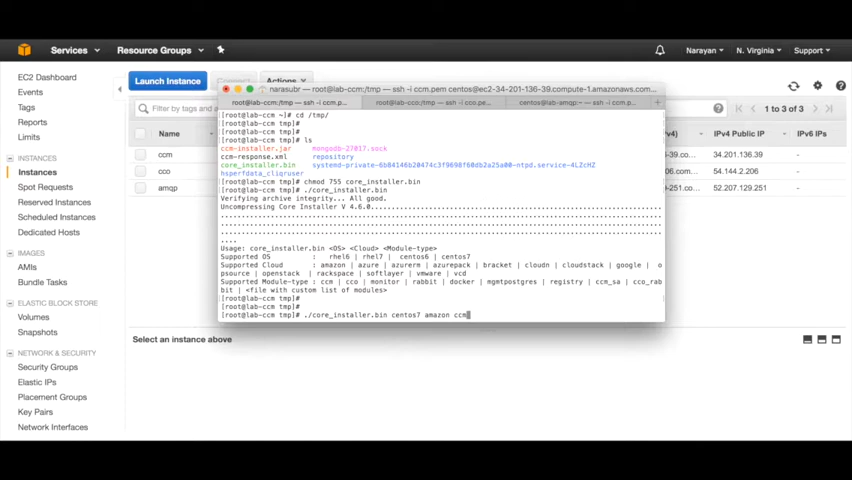 Services
Resource Groups
Narayan
N. Virginia
Support
EC2 Dashboard
Events
Tags
Reports
Limits
INSTANCES
Instances
Spot Requests
Reserved Instances
Scheduled Instances
Dedicated Hosts
IMAGES
AMIs
Bundle Tasks
ELASTIC BLOCK STORE
Volumes
Snapshots
NETWORK & SECURITY
Security Groups
Elastic IPs
Placement Groups
Key Pairs
Network Interfaces
Launch Instance
Connect
Actions
Filter by tags and
1 to 3 of 3
Name
v4)
IPv4 Public IP
IPv6 IPs
ccm
39.co...
34.201.136.39
-
cco
co...
54.144.2.206
-
amqp
-251.co...
52.207.129.251
-
narasubr — root@lab-ccm:/tmp — ssh -i ccm.pem centos@ec2-34-201-136-39.compute-1.amazonaws.com...
root@lab-ccm:/tmp — ssh -i ccm.p...
root@lab-cco:/tmp — ssh -i cco.pe...
centos@lab-amqp:~ — ssh -i ccm.p...
[root@lab-ccm ~]# cd /tmp/
[root@lab-ccm tmp]#
[root@lab-ccm tmp]#
[root@lab-ccm tmp]# ls
ccm-installer.jar mongodb-27017.sock
ccm-response.xml repository
core_installer.bin systemd-private-6b84146b20474c3f9698f60db2a25a00-ntpd.service-4LZcHZ
hsperfdata_cliqruser
[root@lab-ccm tmp]# chmod 755 core_installer.bin
[root@lab-ccm tmp]# ./core_installer.bin
Verifying archive integrity... All good.
Uncompressing Core Installer V 4.6.0......................................................
Usage: core_installer.bin <OS> <Cloud> <Module-type>
Supported OS : rhel6 | rhel7 | centos6 | centos7
Supported Cloud : amazon | azure | azurerm | azurepack | bracket | cloudn | cloudstack | google | o
psource | openstack | rackspace | softlayer | vmware | vcd
Supported Module-type : ccm | cco | monitor | rabbit | docker | mgmtpostgres | registry | ccm_sa | cco_rab
bit | <file with custom list of modules>
[root@lab-ccm tmp]#
[root@lab-ccm tmp]#
[root@lab-ccm tmp]# ./core_installer.bin centos7 amazon ccm
Select an instance above